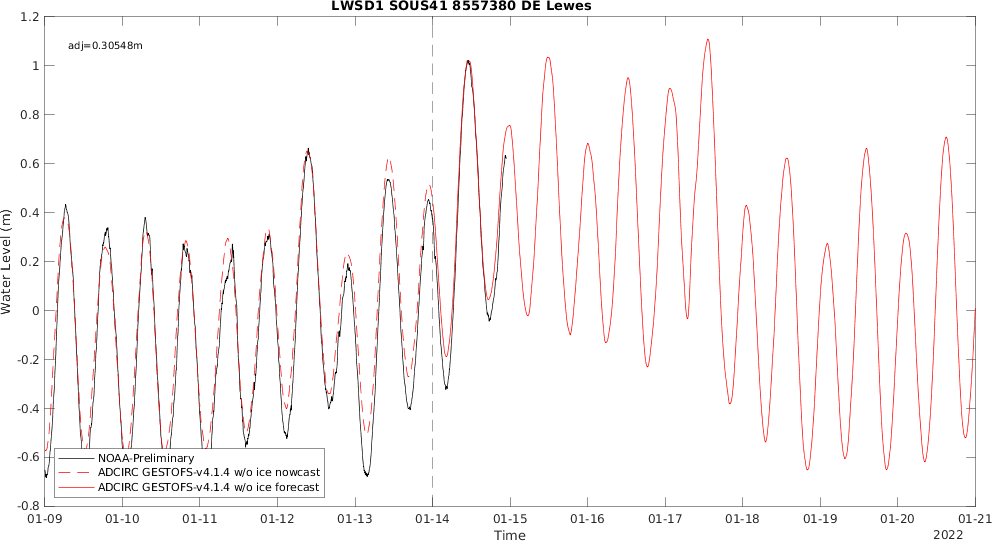 LWSD1 SOUS41 8557380 DE Lewes
adj=0.30548m
Water Level (m)
1.2
1
0.8
0.6
0.4
0.2
0
-0.2
-0.4
-0.6
-0.8
NOAA-Preliminary
ADCIRC GESTOFS-v4.1.4 w/o ice nowcast
ADCIRC GESTOFS-v4.1.4 w/o ice forecast
01-09 01-10 01-11 01-12 01-13 01-14 01-15 01-16 01-17 01-18 01-19 01-20 01-21
Time
2022